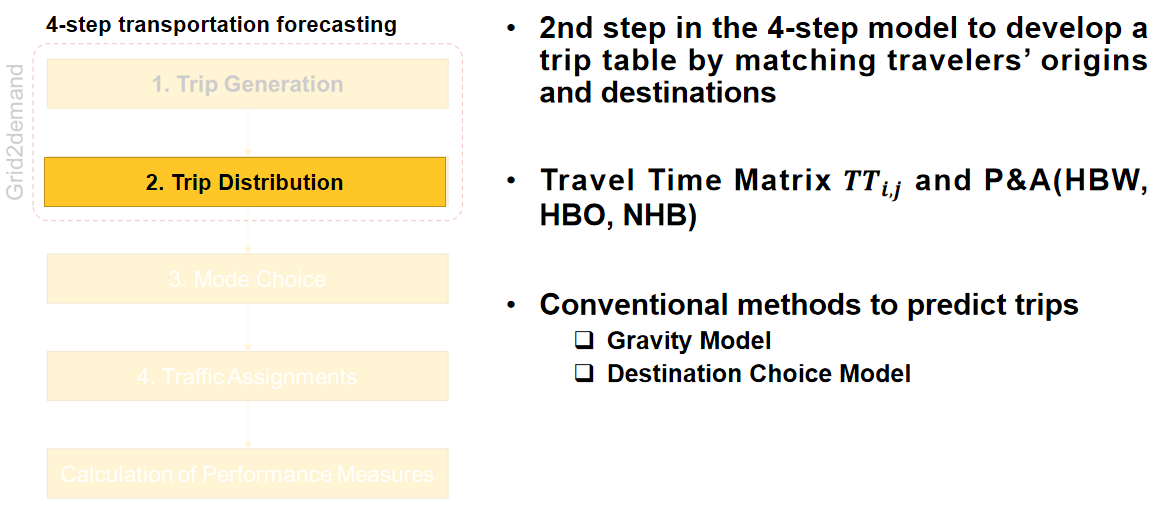 4-step transportation forecasting
Grid2demand
1. Trip Generation
2. Trip Distribution
3. Mode Choice
4. Traffic Assignments
Calculation of Performance Measures
• 2nd step in the 4-step model to develop a
trip table by matching travelers’ origins
and destinations
• Travel Time Matrix 𝑻𝑻𝒊,𝒋 and P&A(HBW,
HBO, NHB)
• Conventional methods to predict trips
❑ Gravity Model
❑ Destination Choice Model